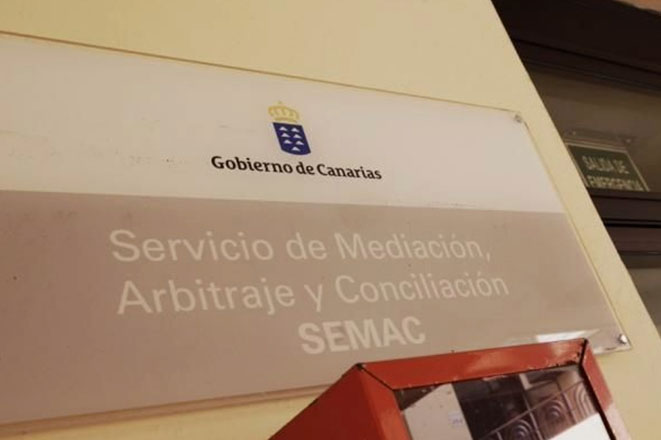 Gobierno de Canarias
Servicio de Mediación,
Arbitraje y Conciliación
SEMAC
SALIDA DE
EMERGENCIA